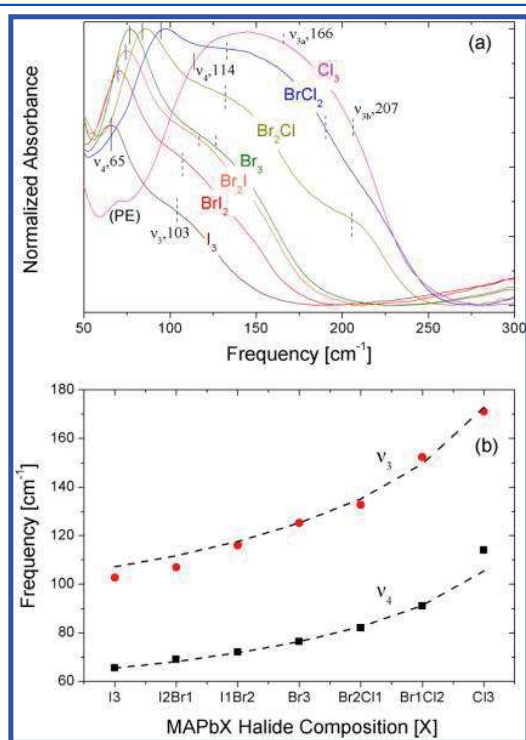 (a)
ν3a,166
ν4,114
Cl3
BrCl2
ν3b,207
Br2Cl
ν4,65
Br3
Br2I
(PE)
BrI2
ν3,103
I3
Normalized Absorbance
50 100 150 200 250 300
Frequency [cm-1]
180
(b)
160
ν3
140
120
100
ν4
80
60
Frequency [cm-1]
I3 I2Br1 I1Br2 Br3 Br2Cl1 Br1Cl2 Cl3
MAPbX Halide Composition [X]